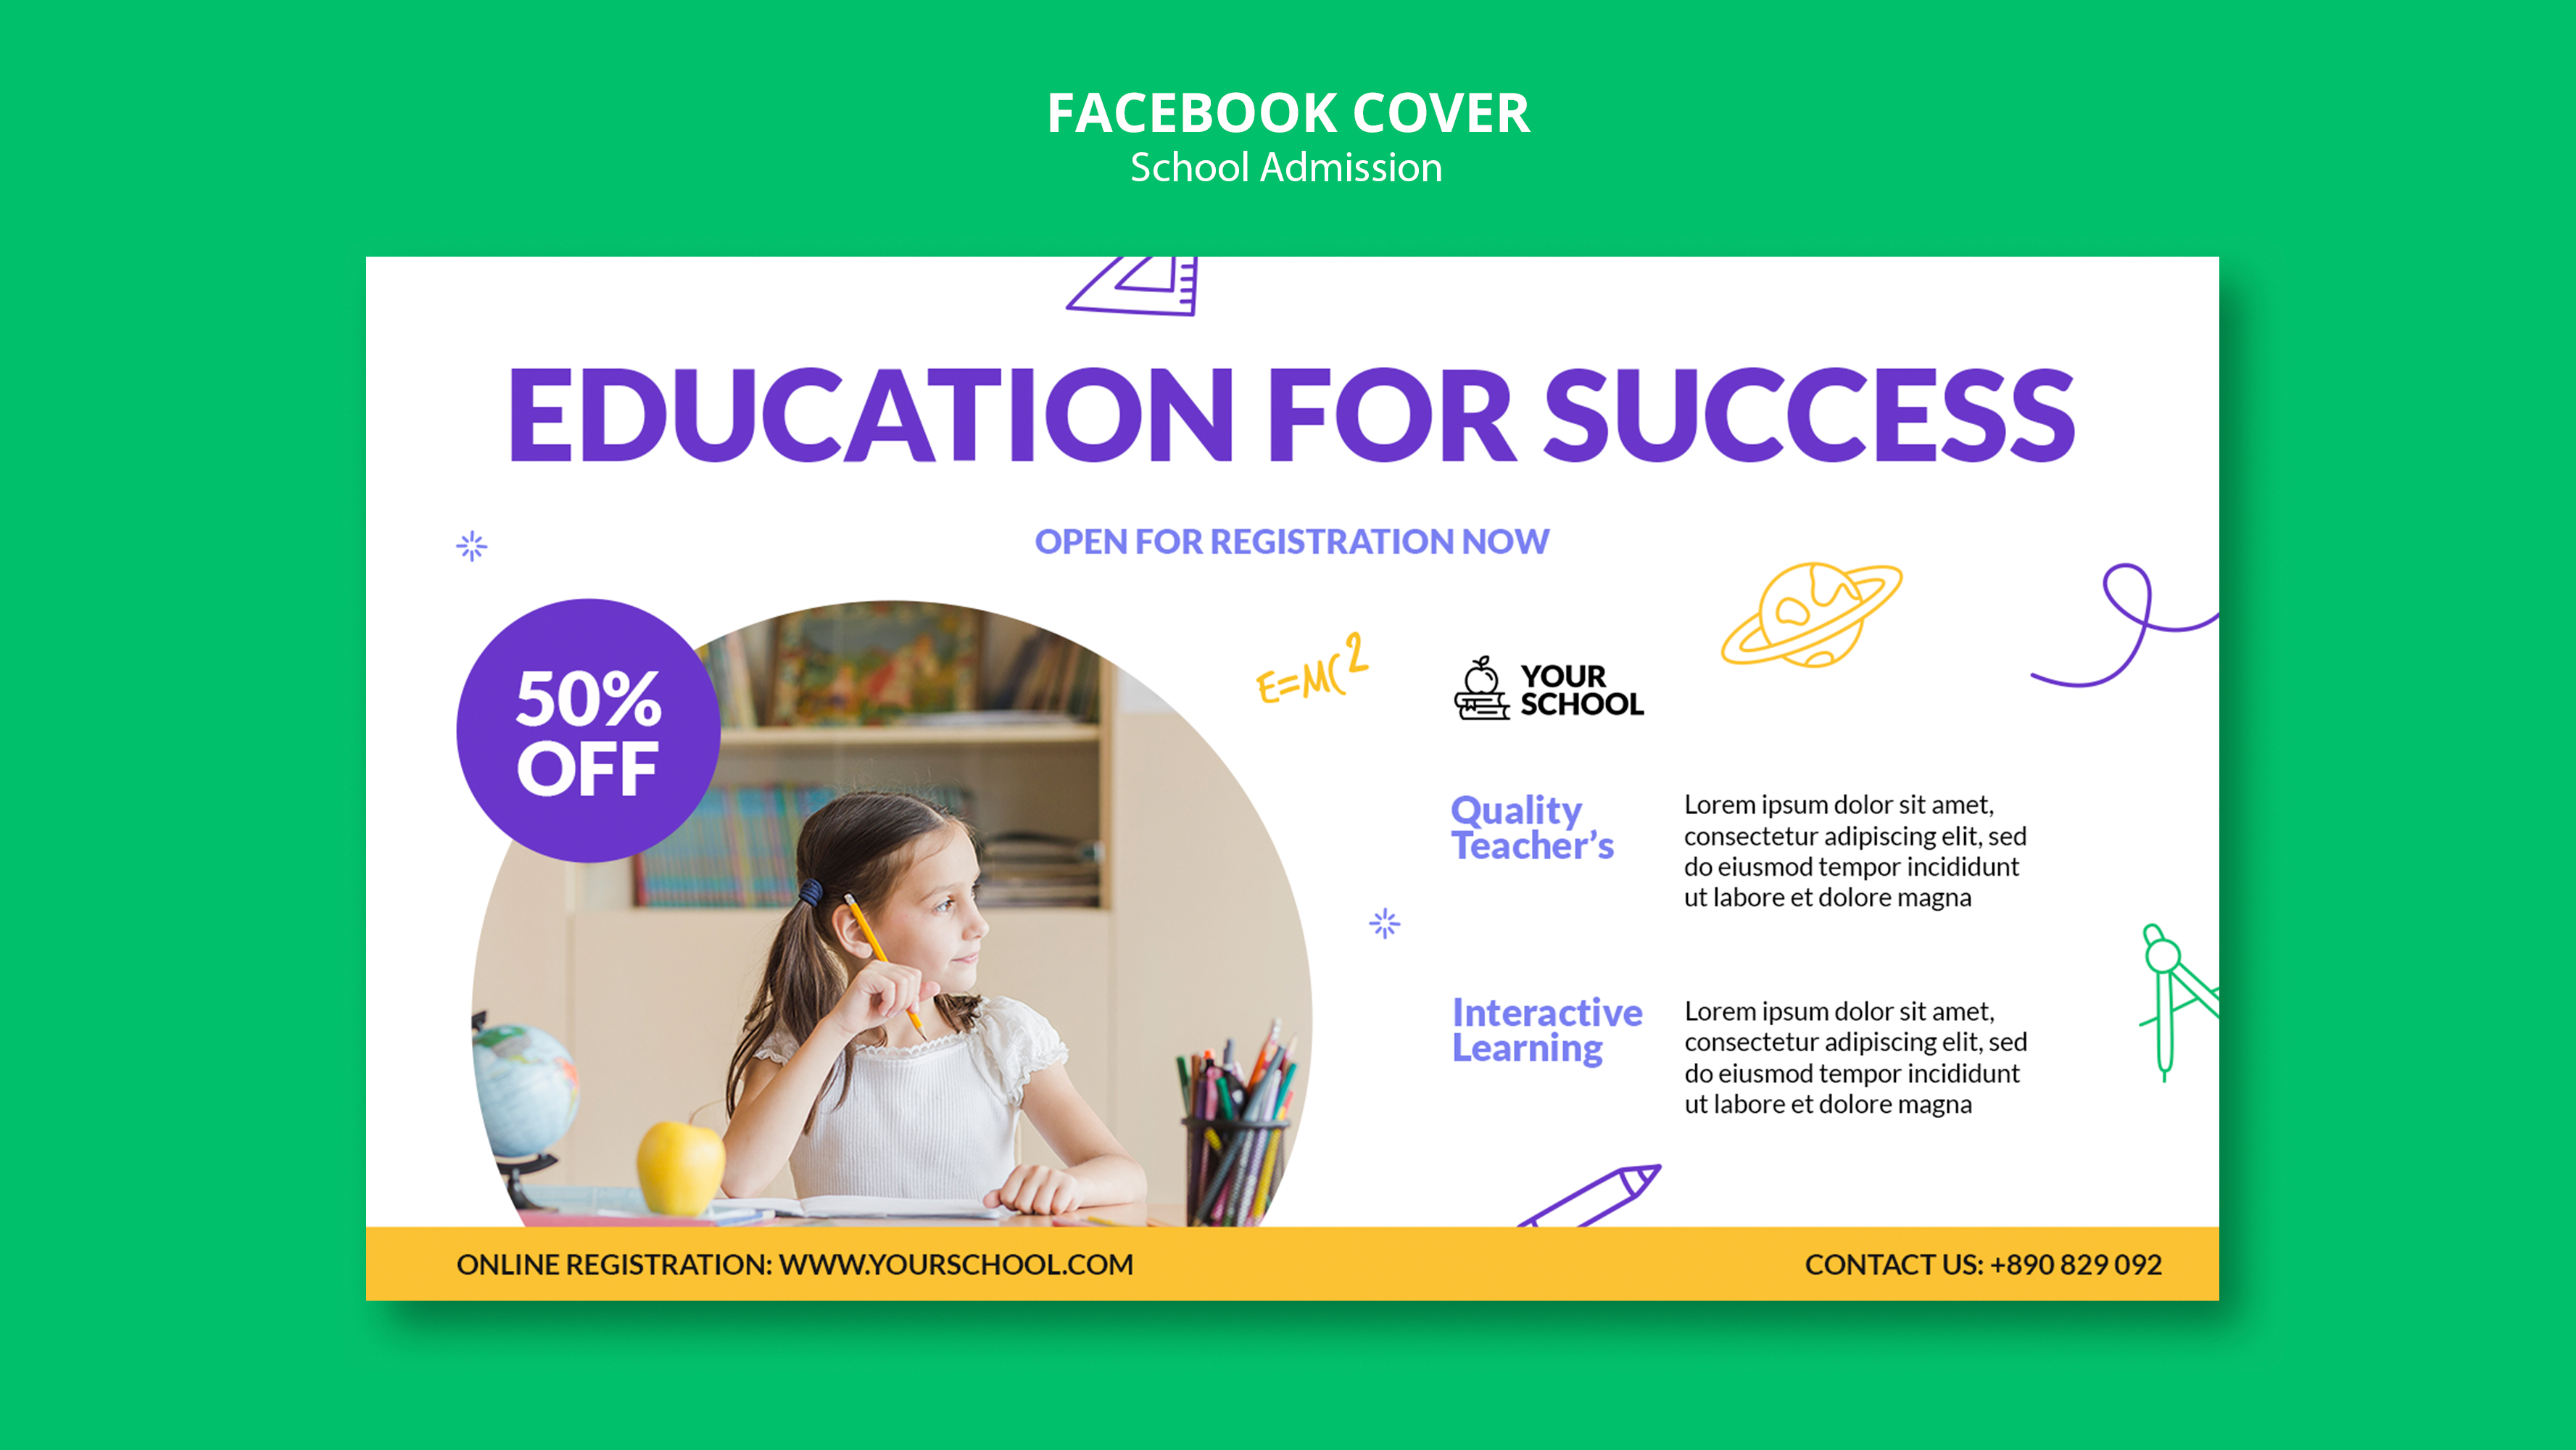 FACEBOOK COVER
School Admission
EDUCATION FOR SUCCESS
OPEN FOR REGISTRATION NOW
50%
OFF
E=MC2
YOUR
SCHOOL
Quality
Teacher’s
Lorem ipsum dolor sit amet,
consectetur adipiscing elit, sed
do eiusmod tempor incididunt
ut labore et dolore magna
Interactive
Learning
Lorem ipsum dolor sit amet,
consectetur adipiscing elit, sed
do eiusmod tempor incididunt
ut labore et dolore magna
ONLINE REGISTRATION: WWW.YOURSCHOOL.COM
CONTACT US: +890 829 092